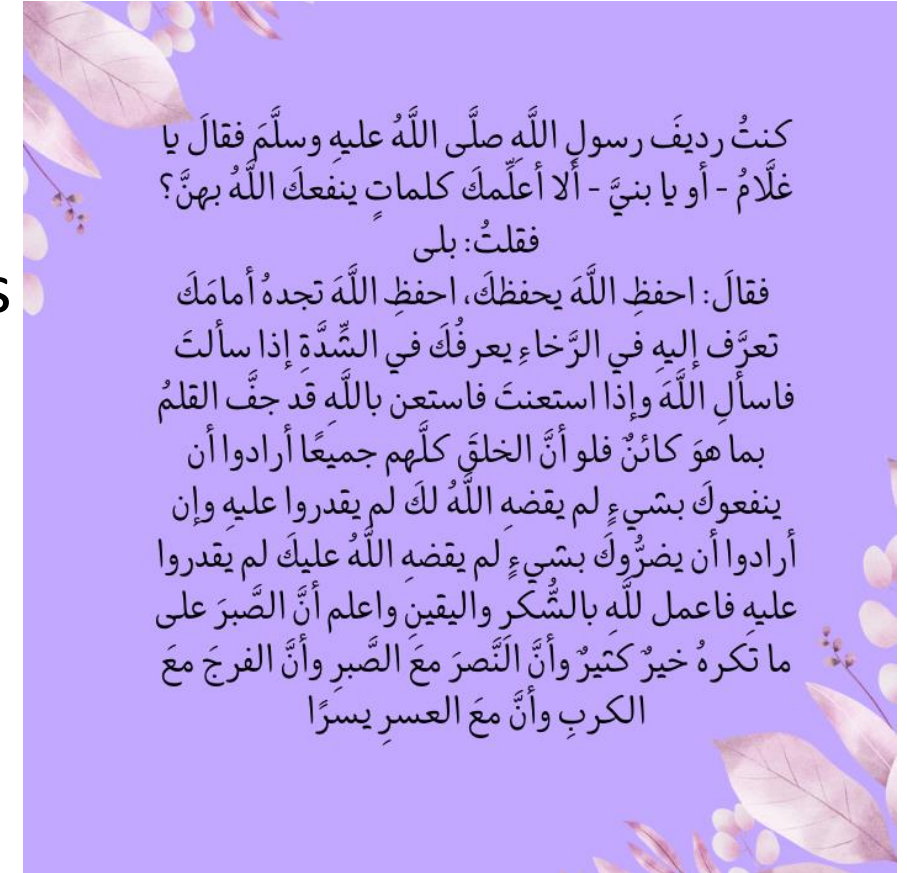 كنتُ رديفَ رسولِ اللَّهِ صلَّى اللَّهُ عليهِ وسلَّمَ فقالَ يا
غلَّامُ - أو يا بنيَّ - ألا أعلِّمكَ كلماتٍ ينفعكَ اللَّهُ بهنَّ؟
فقلتُ: بلى
فقالَ: احفظِ اللَّهَ يحفظكَ، احفظِ اللَّهَ تجدهُ أمامَكَ
تعرَّف إليهِ في الرَّخاءِ يعرفُكَ في الشِّدَّةِ إذا سألتَ
فاسألِ اللَّهَ وإذا استعنتَ فاستعن باللَّهِ قد جفَّ القلمُ
بما هوَ كائنٌ فلو أنَّ الخلقَ كلَّهم جميعًا أرادوا أن
ينفعوكَ بشيءٍ لم يقضهِ اللَّهُ لكَ لم يقدروا عليهِ وإن
أرادوا أن يضرُّوكَ بشيءٍ لم يقضهِ اللَّهُ عليكَ لم يقدروا
عليهِ فاعمل للَّهِ بالشُّكرِ واليقينِ واعلم أنَّ الصَّبرَ على
ما تكرهُ خيرٌ كثيرٌ وأنَّ النَّصرَ معَ الصَّبرِ وأنَّ الفرجَ معَ
الكربِ وأنَّ معَ العسرِ يسرًا